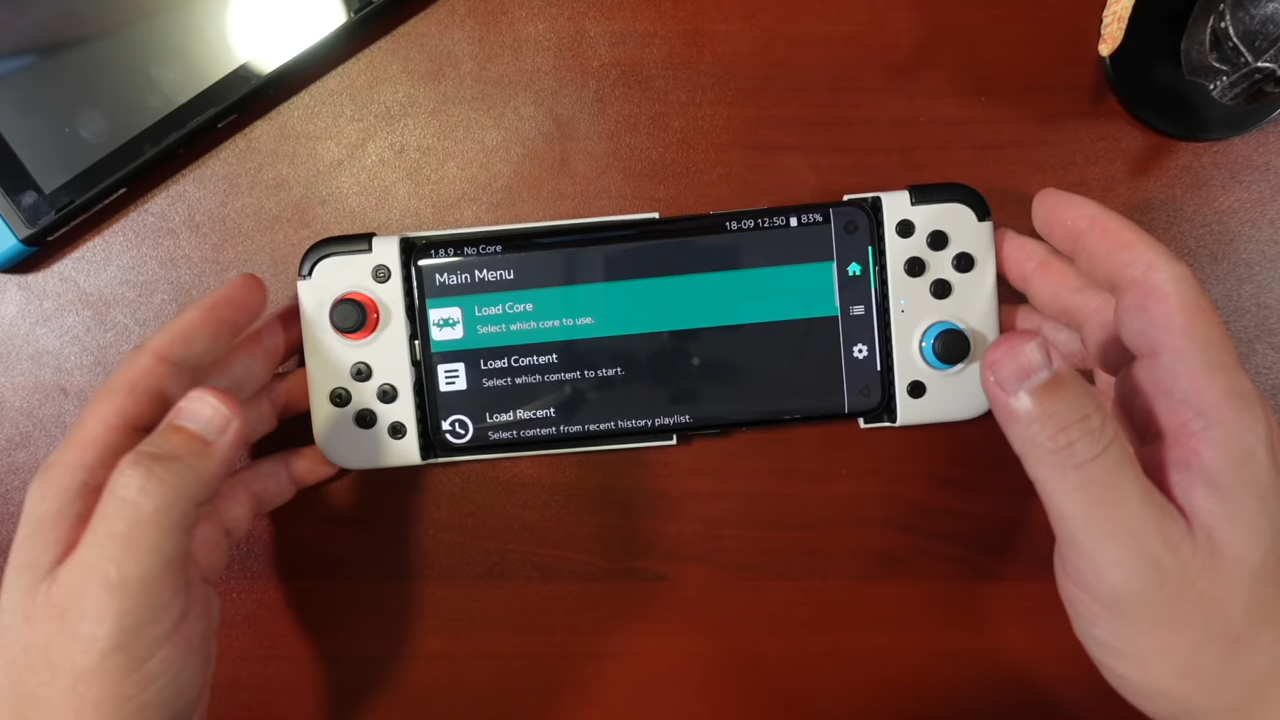 18-09 12:50 83%
1.8.9 - No Core
Main Menu
Load Core
Select which core to use.
Load Content
Select which content to start.
Load Recent
Select content from recent history playlist.